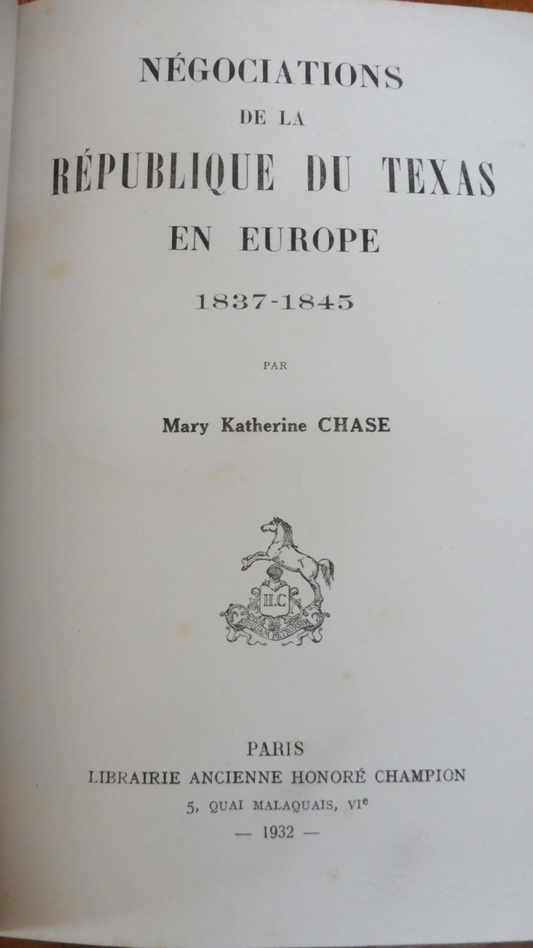 NÉGOCIATIONS
DE LA
RÉPUBLIQUE DU TEXAS
EN EUROPE
1837-1845
PAR
Mary Katherine CHASE
H.C
PARIS
LIBRAIRIE ANCIENNE HONORÉ CHAMPION
5, QUAI MALAQUAIS, VIe
— 1932 —